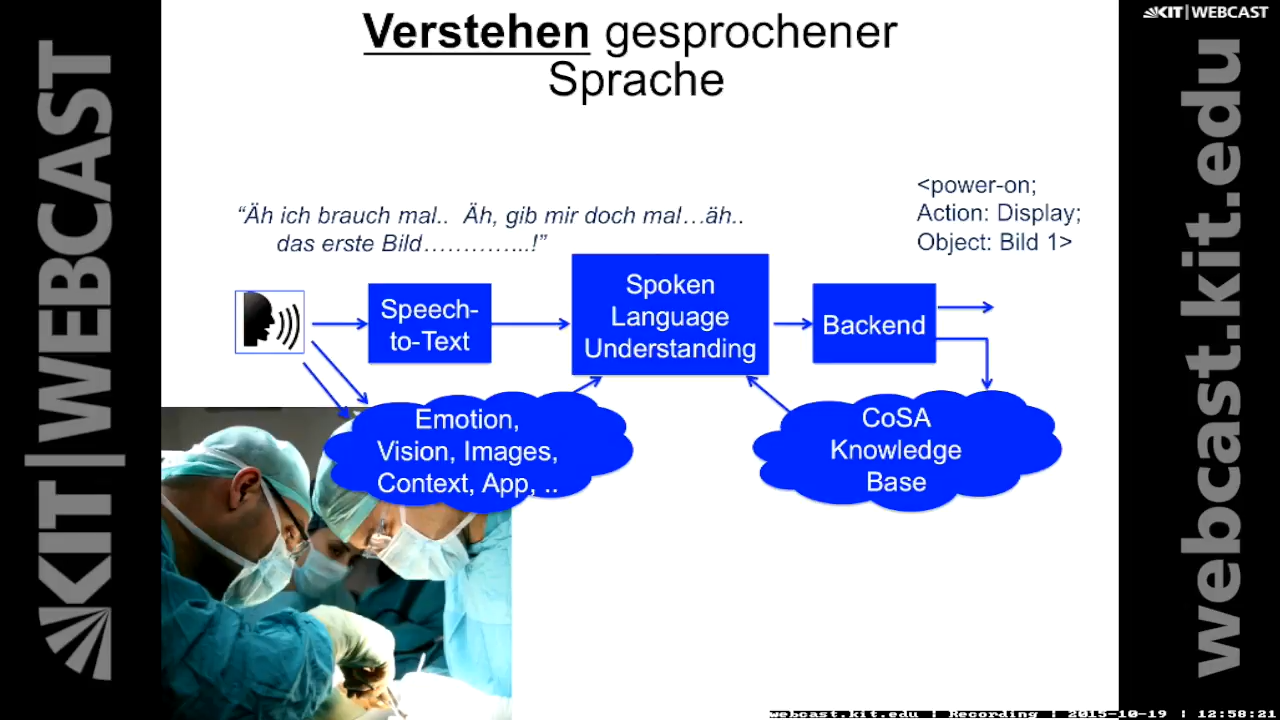 KIT | WEBCAST
Verstehen gesprochener
Sprache
<power-on;
Action: Display;
Object: Bild 1>
“Äh ich brauch mal.. Äh, gib mir doch mal…äh..
das erste Bild…………...!”
Speech-
to-Text
Spoken
Language
Understanding
Backend
Emotion,
Vision, Images,
Context, App, ..
CoSA
Knowledge
Base
KIT | WEBCAST
webcast.kit.edu
webcast.kit.edu | Recording | 2015-10-19 | 12:58:21